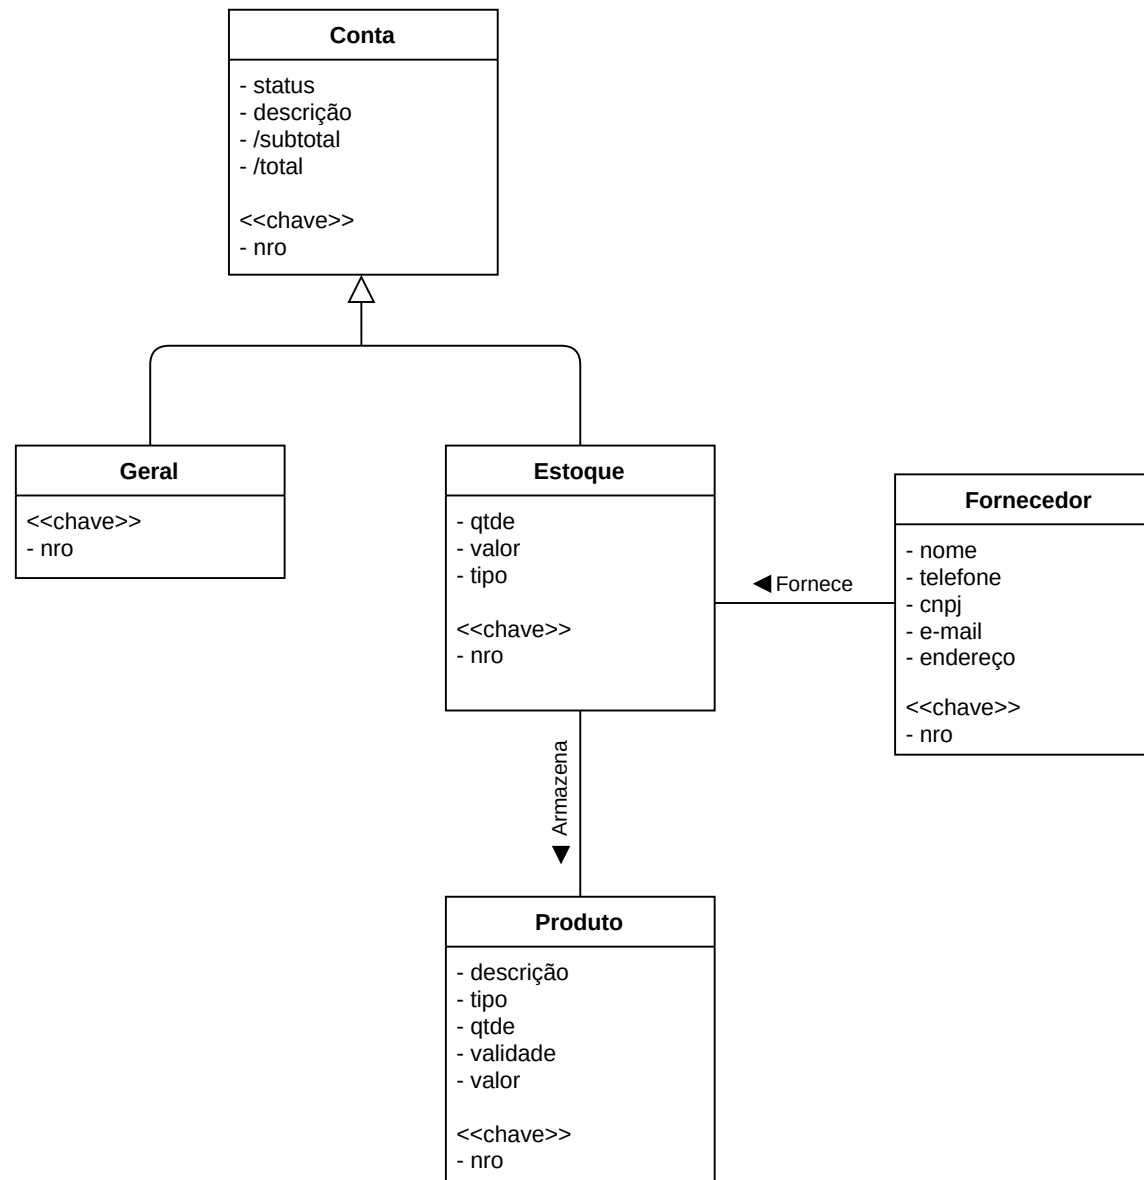 Conta
- status
- descrição
- /subtotal
- /total
<<chave>>
- nro
Geral
<<chave>>
- nro
Estoque
- qtde
- valor
- tipo
<<chave>>
- nro
Fornece
Fornecedor
- nome
- telefone
- cnpj
- e-mail
- endereço
<<chave>>
- nro
Armazena
Produto
- descrição
- tipo
- qtde
- validade
- valor
<<chave>>
- nro